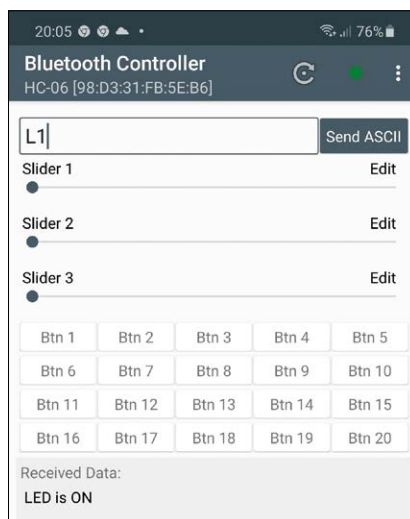 20:05 76%
Bluetooth Controller
HC-06 [98:D3:31:FB:5E:B6]
L1 Send ASCII
Slider 1 Edit
Slider 2 Edit
Slider 3 Edit
Btn 1 Btn 2 Btn 3 Btn 4 Btn 5
Btn 6 Btn 7 Btn 8 Btn 9 Btn 10
Btn 11 Btn 12 Btn 13 Btn 14 Btn 15
Btn 16 Btn 17 Btn 18 Btn 19 Btn 20
Received Data:
LED is ON